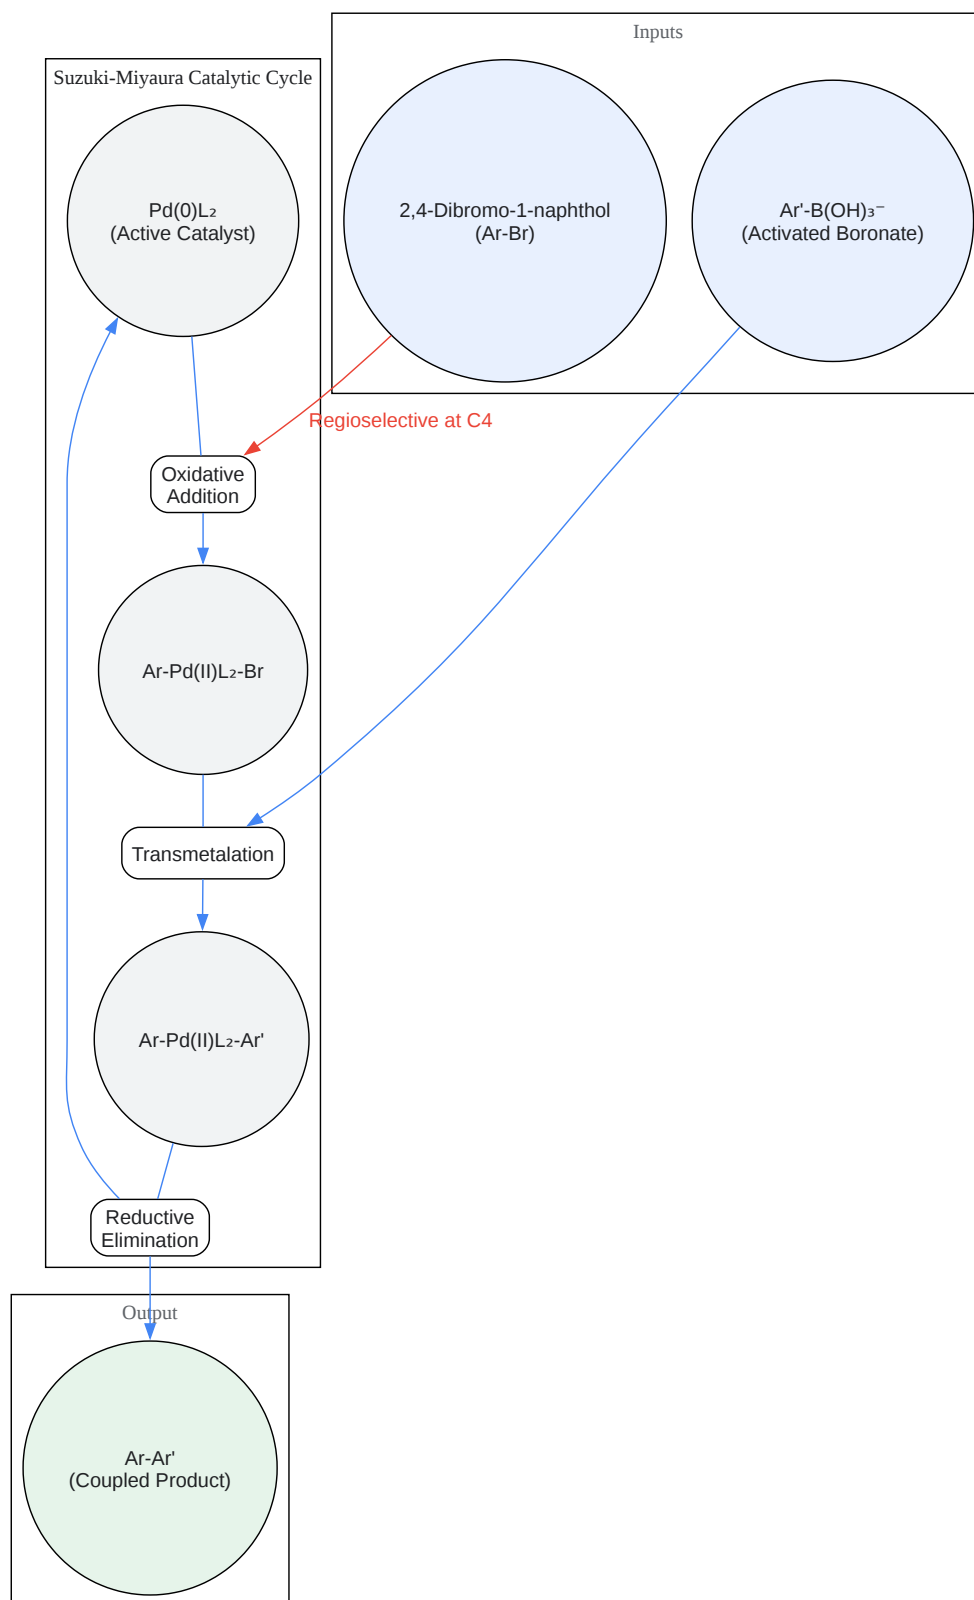 Inputs
Suzuki-Miyaura Catalytic Cycle
Pd(0)L₂
(Active Catalyst)
2,4-Dibromo-1-naphthol
(Ar-Br)
Ar'-B(OH)₃⁻
(Activated Boronate)
Regioselective at C4
Oxidative
Addition
Ar-Pd(II)L₂-Br
Transmetalation
Ar-Pd(II)L₂-Ar'
Reductive
Elimination
Output
Ar-Ar'
(Coupled Product)